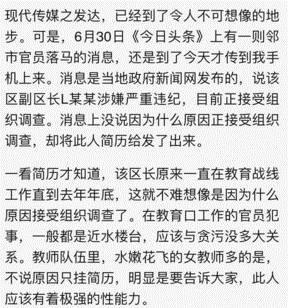 现代传媒之发达，已经到了令人不可想像的地
步。可是，6月30日《今日头条》上有一则邻
市官员落马的消息，还是到了今天才传到我手
机上来。消息是当地政府新闻网发布的，说该
区副区长L某某涉嫌严重违纪，目前正接受组
织调查。消息上没说因为什么原因正接受组织
调查，却将此人简历给发了出来。
一看简历才知道，该区长原来一直在教育战线
工作直到去年年底，这就不难想像是因为什么
原因接受组织调查了。在教育口工作的官员犯
事，一般都是近水楼台，应该与贪污没多大关
系。教师队伍里，水嫩花飞的女教师多的是，
不说原因只挂简历，明显是要告诉大家，此人
应该有着极强的性能力。